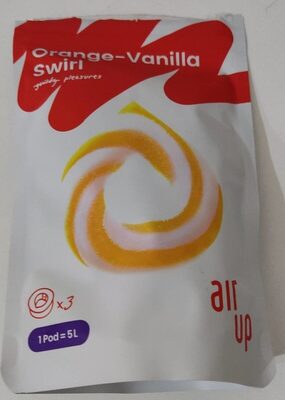 Orange-Vanilla
Swirl
guilty pleasures
x3
1 Pod = 5L
air
up